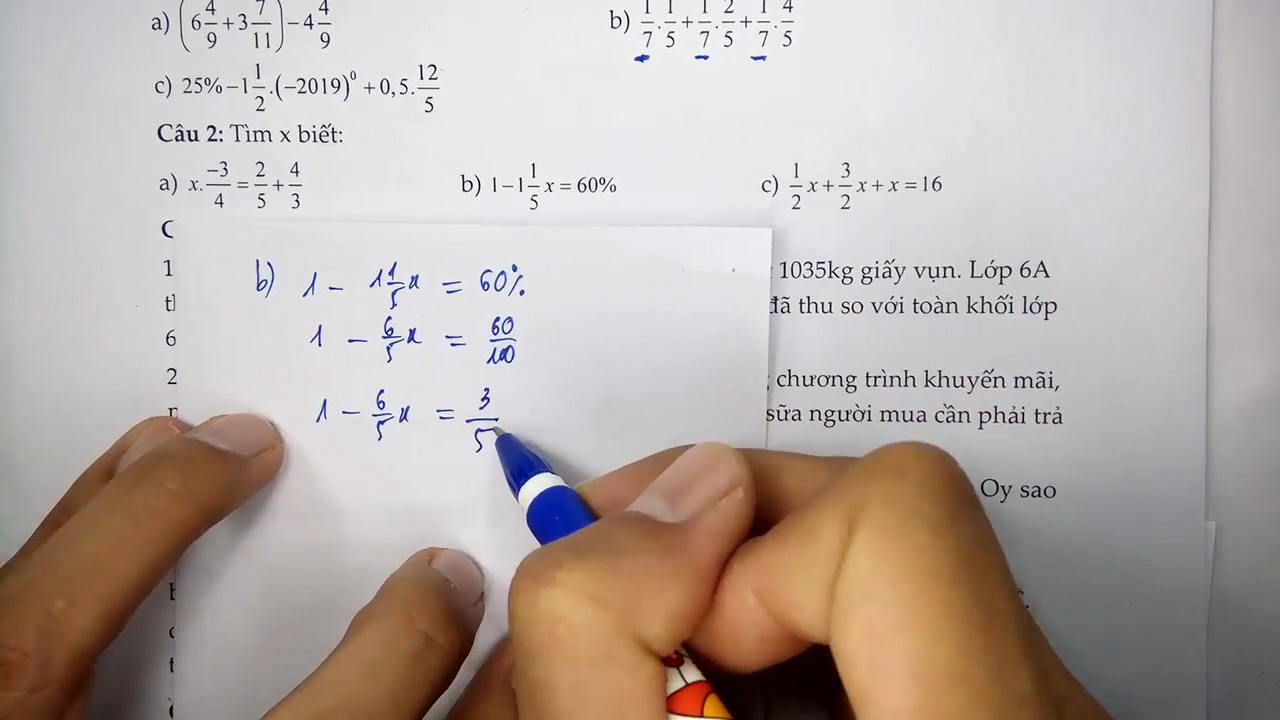 a) (6 4/9 + 3 7/11) − 4 4/9
b) 1/7 . 1/5 + 1/7 . 2/5 + 1/7 . 4/5
c) 25% − 1 1/2 . (−2019)⁰ + 0,5 . 12/5
Câu 2: Tìm x biết:
a) x . −3/4 = 2/5 + 4/3
b) 1 − 1 1/5 x = 60%
c) 1/2 x + 3/2 x + x = 16
b) 1 − 1 1/5 x = 60%
1 − 6/5 x = 60/100
1 − 6/5 x = 3/5
1
1035kg giấy vụn. Lớp 6A
đã thu so với toàn khối lớp
6
2
chương trình khuyến mãi,
sữa người mua cần phải trả
Oy sao